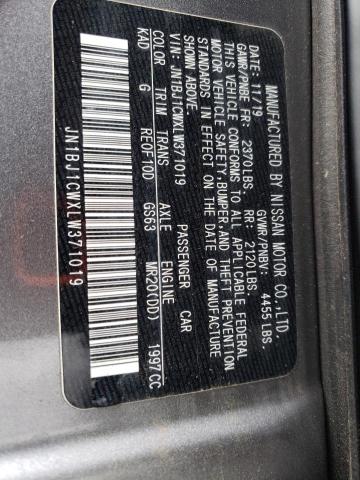 MANUFACTURED BY NISSAN MOTOR CO.,LTD.
11/19 GVWR/PNBV: 4455 LBS.
GAWR/PNBE FR: 2370LBS. RR: 2120LBS.
THIS VEHICLE CONFORMS TO ALL APPLICABLE FEDERAL
MOTOR VEHICLE SAFETY,BUMPER,AND THEFT PREVENTION
STANDARDS IN EFFECT ON THE DATE OF MANUFACTURE
SHOWN ABOVE.
VIN: JN1BJ1CWXLW371019 PASSENGER CAR
COLOR TRIM TRANS AXLE ENGINE
KAD G RE0F10D GS63 MR20(DD) 1997CC
JN1BJ1CWXLW371019